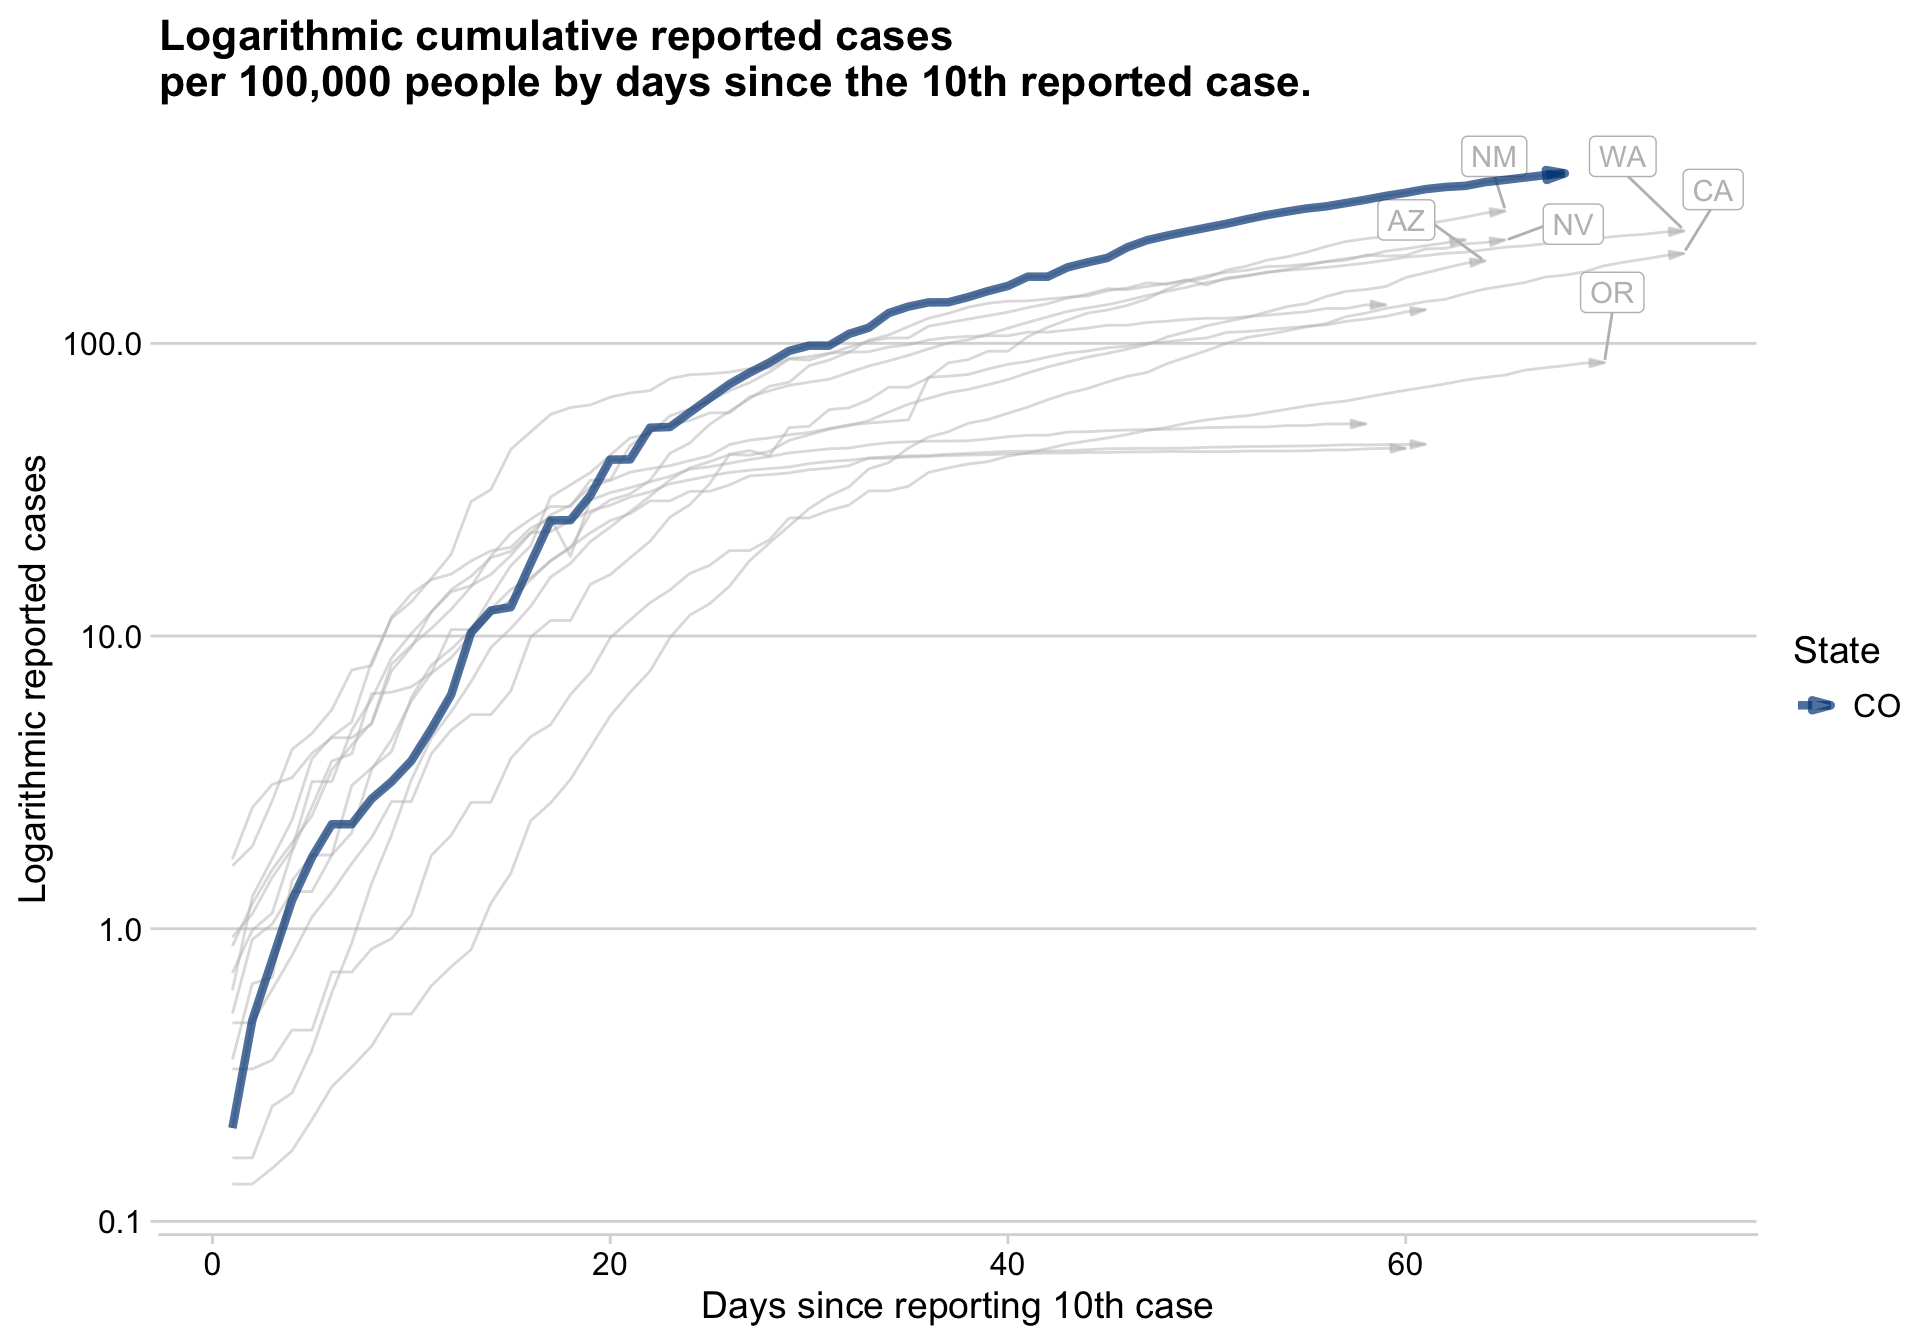 Logarithmic cumulative reported cases
per 100,000 people by days since the 10th reported case.
NM
WA
CA
AZ
NV
OR
100.0
10.0
1.0
0.1
Logarithmic reported cases
0
20
40
60
Days since reporting 10th case
State
CO